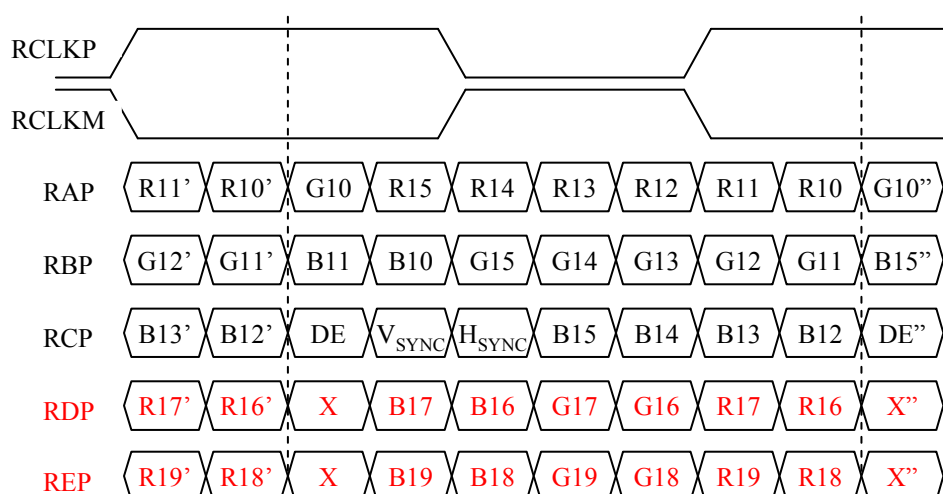 RCLKP
RCLKM
RAP R11’ R10’ G10 R15 R14 R13 R12 R11 R10 G10”
RBP G12’ G11’ B11 B10 G15 G14 G13 G12 G11 B15”
RCP B13’ B12’ DE VSYNC HSYNC B15 B14 B13 B12 DE”
RDP R17’ R16’ X B17 B16 G17 G16 R17 R16 X”
REP R19’ R18’ X B19 B18 G19 G18 R19 R18 X”